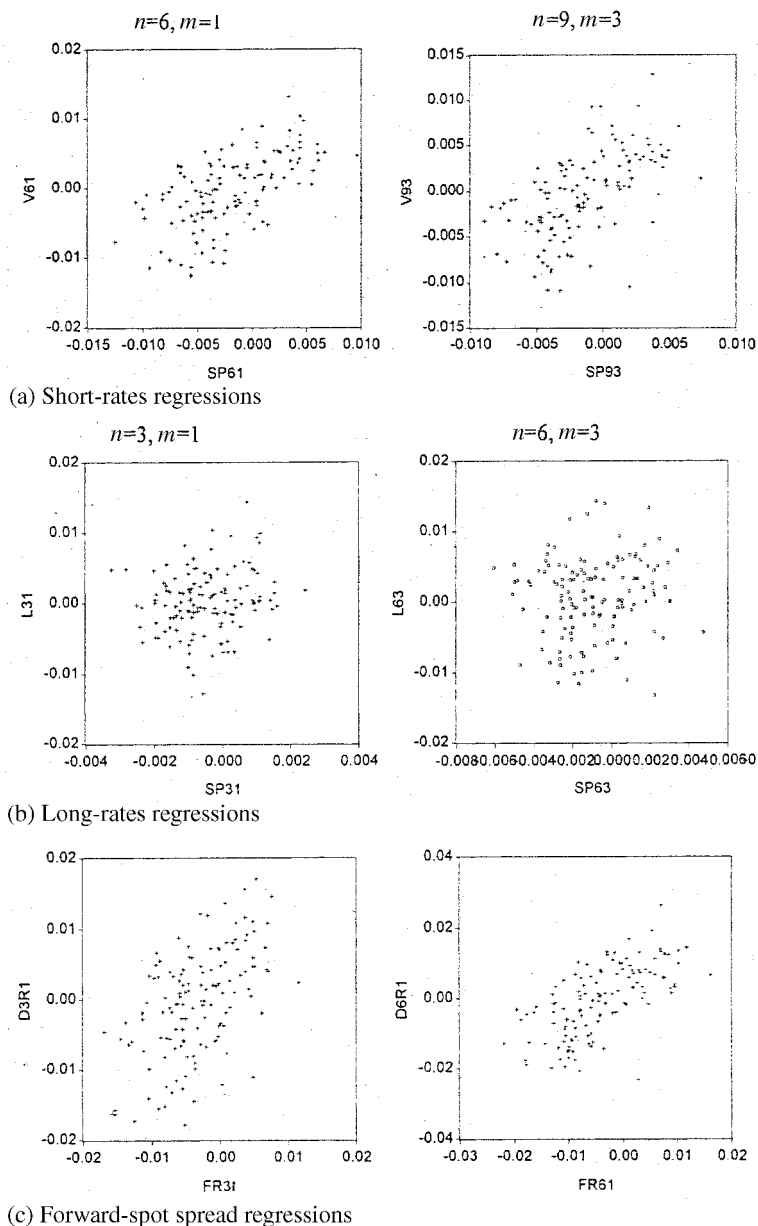 n=6, m=1
n=9, m=3
0.02
0.01
0.00
-0.01
-0.02
V61
-0.015 -0.010 -0.005 0.000 0.005 0.010
SP61
0.015
0.010
0.005
0.000
-0.005
-0.010
-0.015
V93
-0.010 -0.005 0.000 0.005 0.010
SP93
(a) Short-rates regressions
n=3, m=1
n=6, m=3
0.02
0.01
0.00
-0.01
-0.02
L31
-0.004 -0.002 0.000 0.002 0.004
SP31
0.02
0.01
0.00
-0.01
-0.02
L63
-0.0080.0060.0040.0020.0000.0020.0040.0060
SP63
(b) Long-rates regressions
0.02
0.01
0.00
-0.01
-0.02
D3R1
-0.02 -0.01 0.00 0.01 0.02
FR3I
0.04
0.02
0.00
-0.02
-0.04
D6R1
-0.03 -0.02 -0.01 0.00 0.01 0.02
FR61
(c) Forward-spot spread regressions